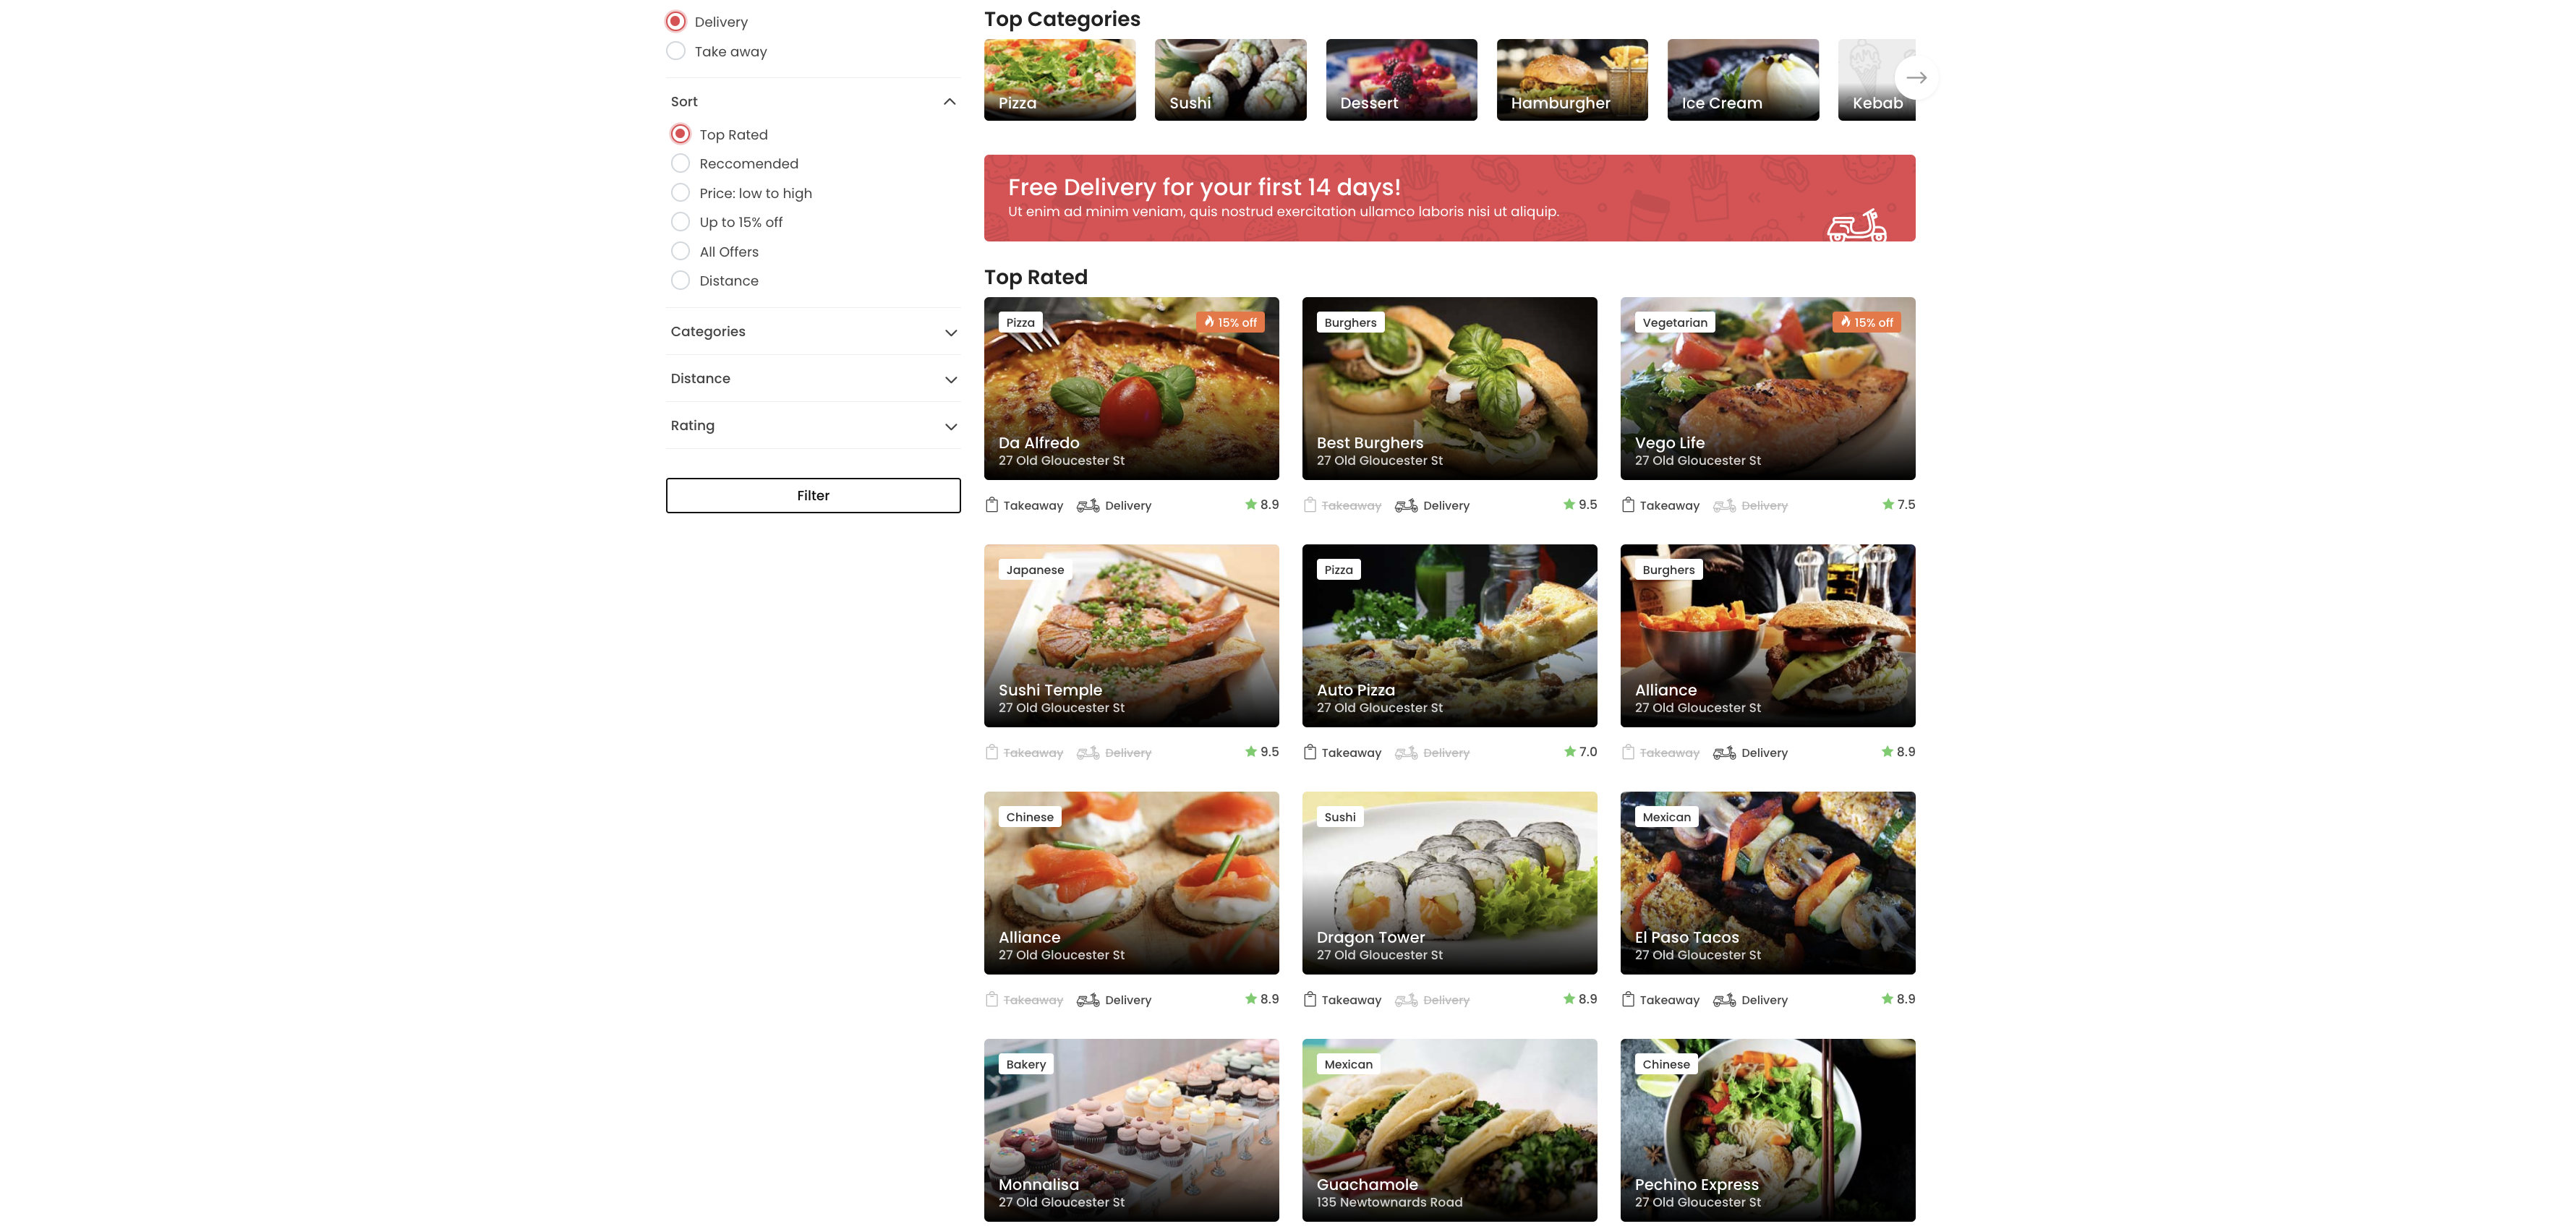 Delivery
Take away
Sort
Top Rated
Reccomended
Price: low to high
Up to 15% off
All Offers
Distance
Categories
Distance
Rating
Filter
Top Categories
Pizza
Sushi
Dessert
Hamburgher
Ice Cream
Kebab
Free Delivery for your first 14 days!
Ut enim ad minim veniam, quis nostrud exercitation ullamco laboris nisi ut aliquip.
Top Rated
Pizza
15% off
Da Alfredo
27 Old Gloucester St
Takeaway Delivery 8.9
Burghers
Best Burghers
27 Old Gloucester St
Takeaway Delivery 9.5
Vegetarian
15% off
Vego Life
27 Old Gloucester St
Takeaway Delivery 7.5
Japanese
Sushi Temple
27 Old Gloucester St
Takeaway Delivery 9.5
Pizza
Auto Pizza
27 Old Gloucester St
Takeaway Delivery 7.0
Burghers
Alliance
27 Old Gloucester St
Takeaway Delivery 8.9
Chinese
Alliance
27 Old Gloucester St
Takeaway Delivery 8.9
Sushi
Dragon Tower
27 Old Gloucester St
Takeaway Delivery 8.9
Mexican
El Paso Tacos
27 Old Gloucester St
Takeaway Delivery 8.9
Bakery
Monnalisa
27 Old Gloucester St
Mexican
Guachamole
135 Newtownards Road
Chinese
Pechino Express
27 Old Gloucester St